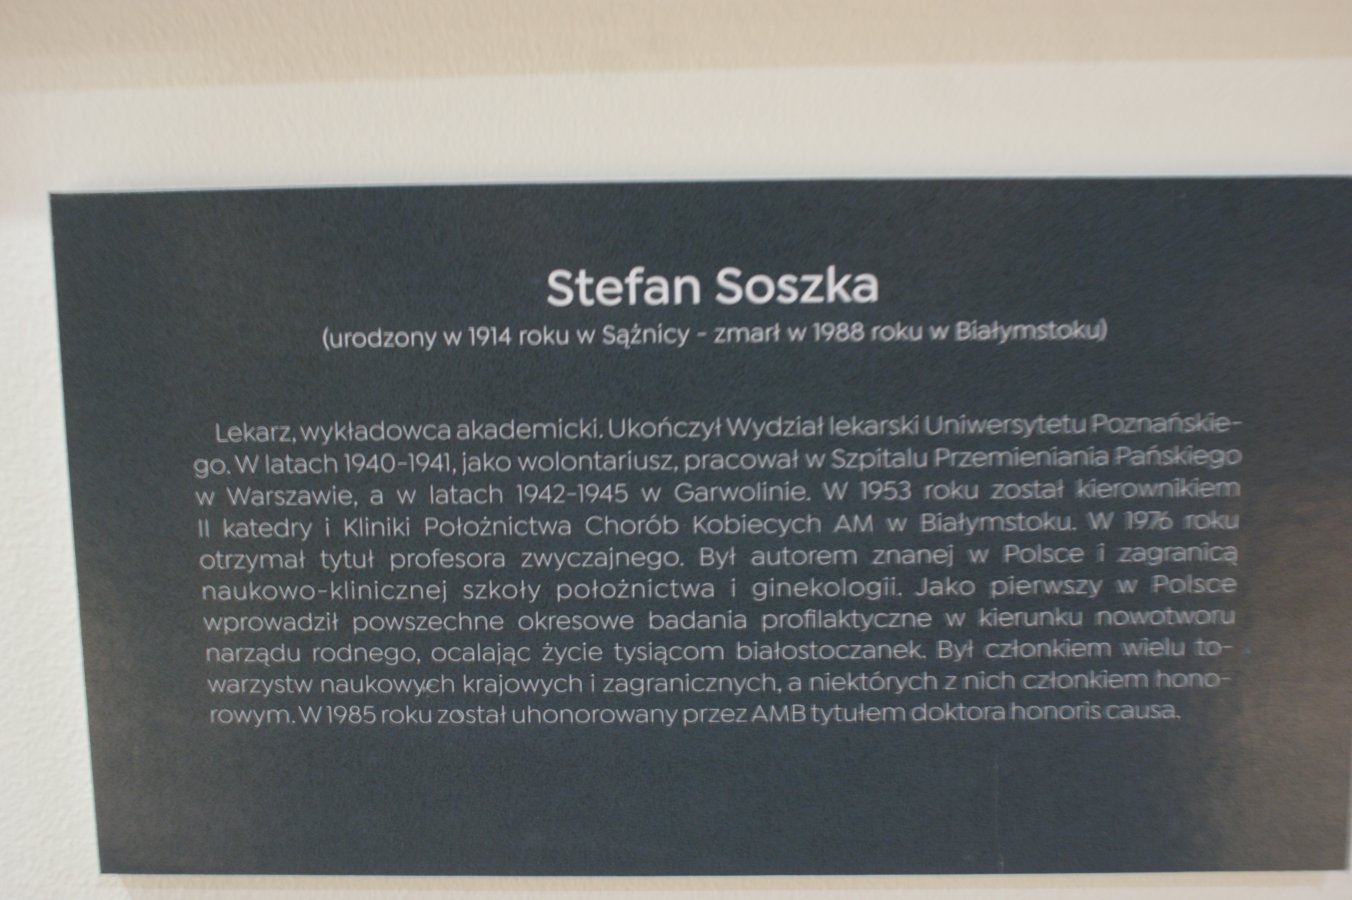 Stefan Soszka
(urodzony w 1914 roku w Sążnicy - zmarł w 1988 roku w Białymstoku)
Lekarz, wykładowca akademicki. Ukończył Wydział lekarski Uniwersytetu Poznańskie-
go. W latach 1940-1941, jako wolontariusz, pracował w Szpitalu Przemieniania Pańskiego
w Warszawie, a w latach 1942-1945 w Garwolinie. W 1953 roku został kierownikiem
II katedry i Kliniki Położnictwa Chorób Kobiecych AM w Białymstoku. W 1976 roku
otrzymał tytuł profesora zwyczajnego. Był autorem znanej w Polsce i zagranicą
naukowo-klinicznej szkoły położnictwa i ginekologii. Jako pierwszy w Polsce
wprowadził powszechne okresowe badania profilaktyczne w kierunku nowotworu
narządu rodnego, ocalając życie tysiącom białostoczanek. Był członkiem wielu to-
warzystw naukowych krajowych i zagranicznych, a niektórych z nich członkiem hono-
rowym. W 1985 roku został uhonorowany przez AMB tytułem doktora honoris causa.